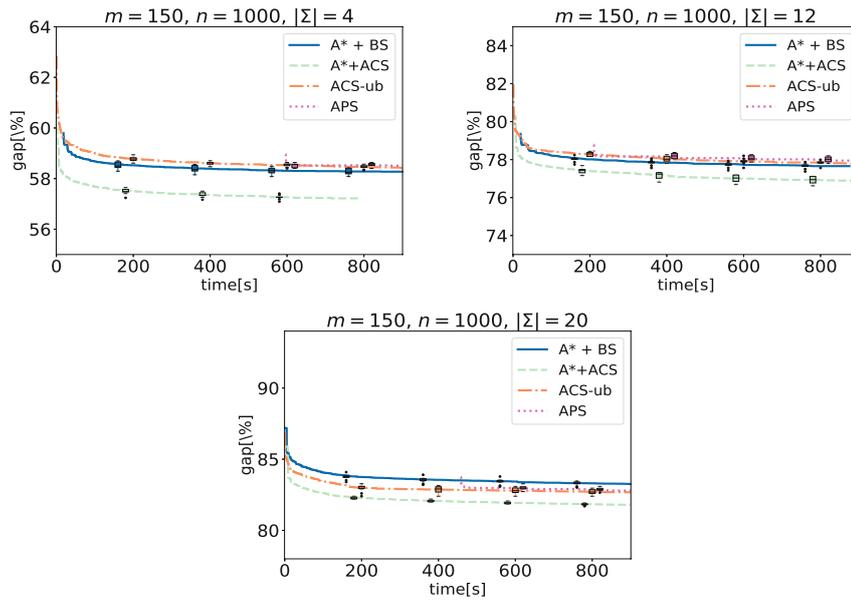 m = 150, n = 1000, |Σ| = 4
64
62
60
58
56
gap[\%]
0 200 400 600 800
time[s]
A* + BS
A*+ACS
ACS-ub
APS
m = 150, n = 1000, |Σ| = 12
84
82
80
78
76
74
gap[\%]
0 200 400 600 800
time[s]
A* + BS
A*+ACS
ACS-ub
APS
m = 150, n = 1000, |Σ| = 20
90
85
80
gap[\%]
0 200 400 600 800
time[s]
A* + BS
A*+ACS
ACS-ub
APS